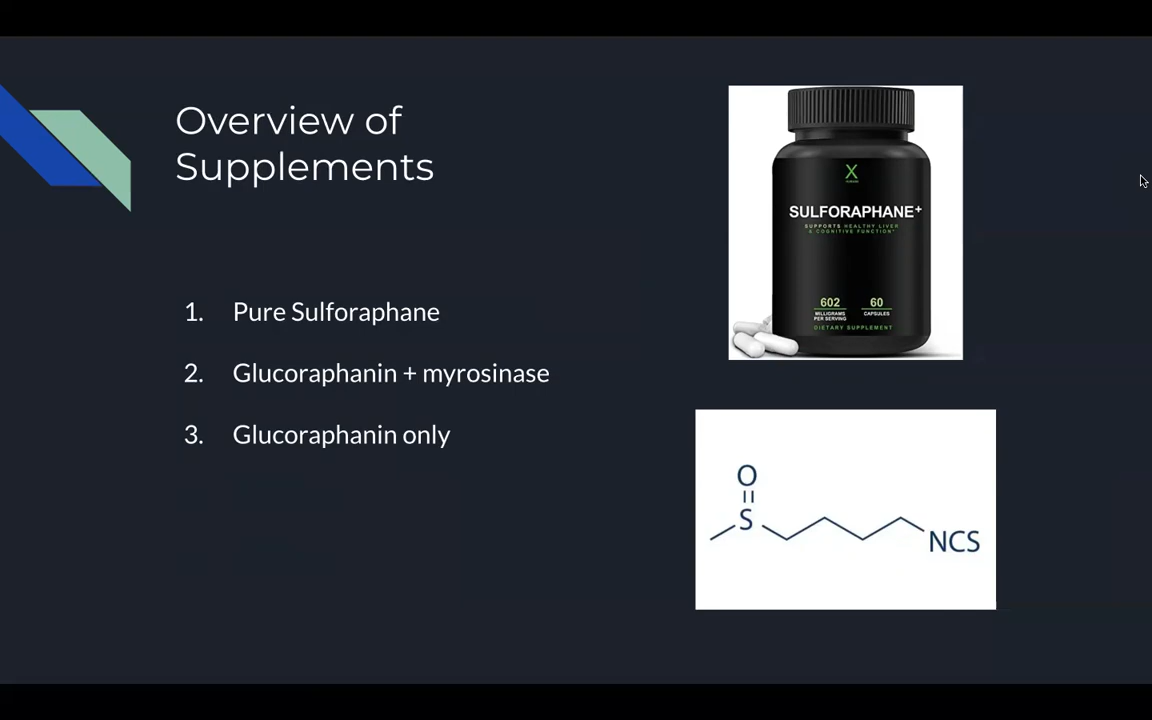 Overview of
Supplements
1. Pure Sulforaphane
2. Glucoraphanin + myrosinase
3. Glucoraphanin only
X
SULFORAPHANE+
SUPPORTS HEALTHY LIVER
& COGNITIVE FUNCTION*
602
MILLIGRAMS
PER SERVING
60
CAPSULES
DIETARY SUPPLEMENT
O
S
NCS